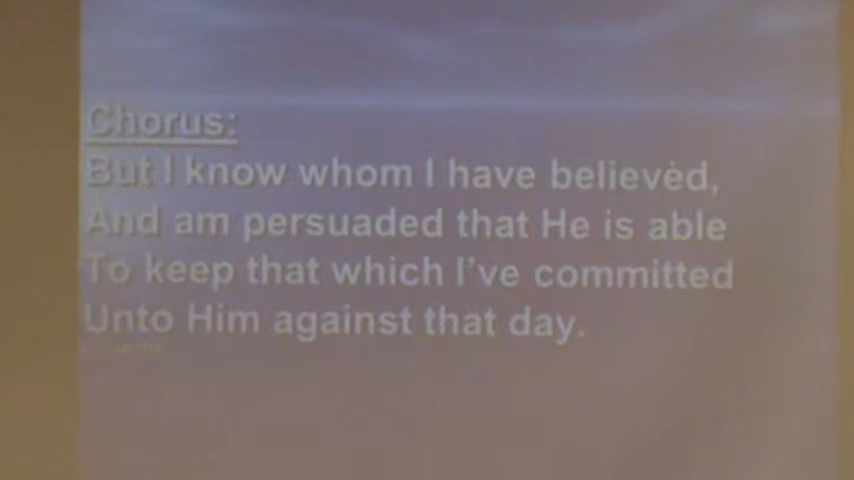 Chorus:
But I know whom I have believèd,
And am persuaded that He is able
To keep that which I've committed
Unto Him against that day.